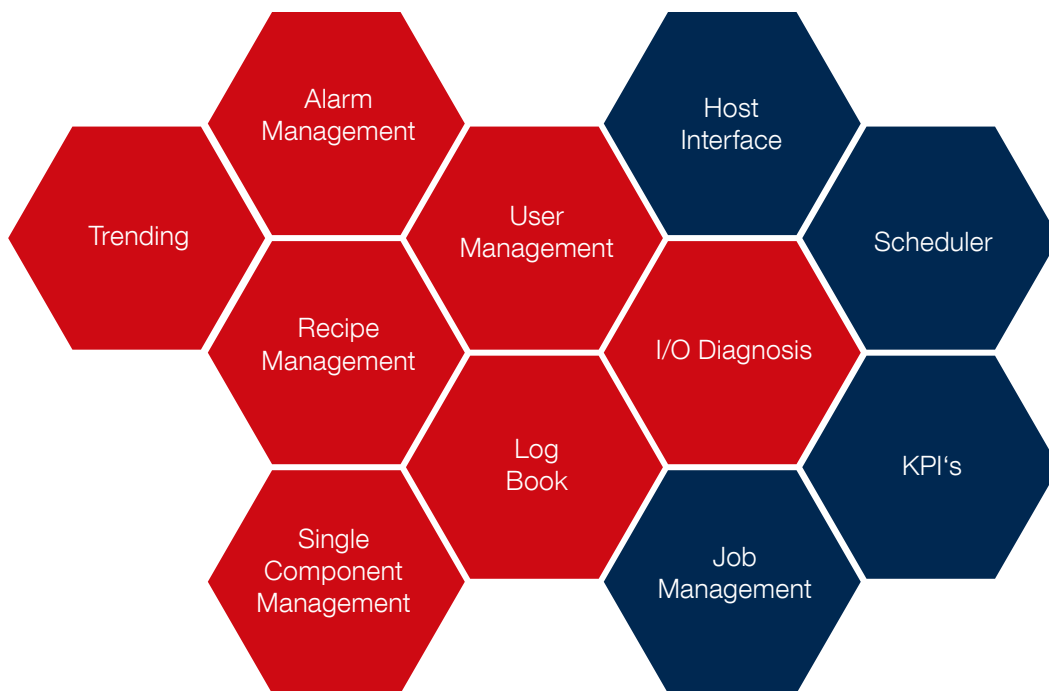 Alarm
Management
Host
Interface
Trending
User
Management
Scheduler
Recipe
Management
I/O Diagnosis
Log
Book
KPI‘s
Single
Component
Management
Job
Management